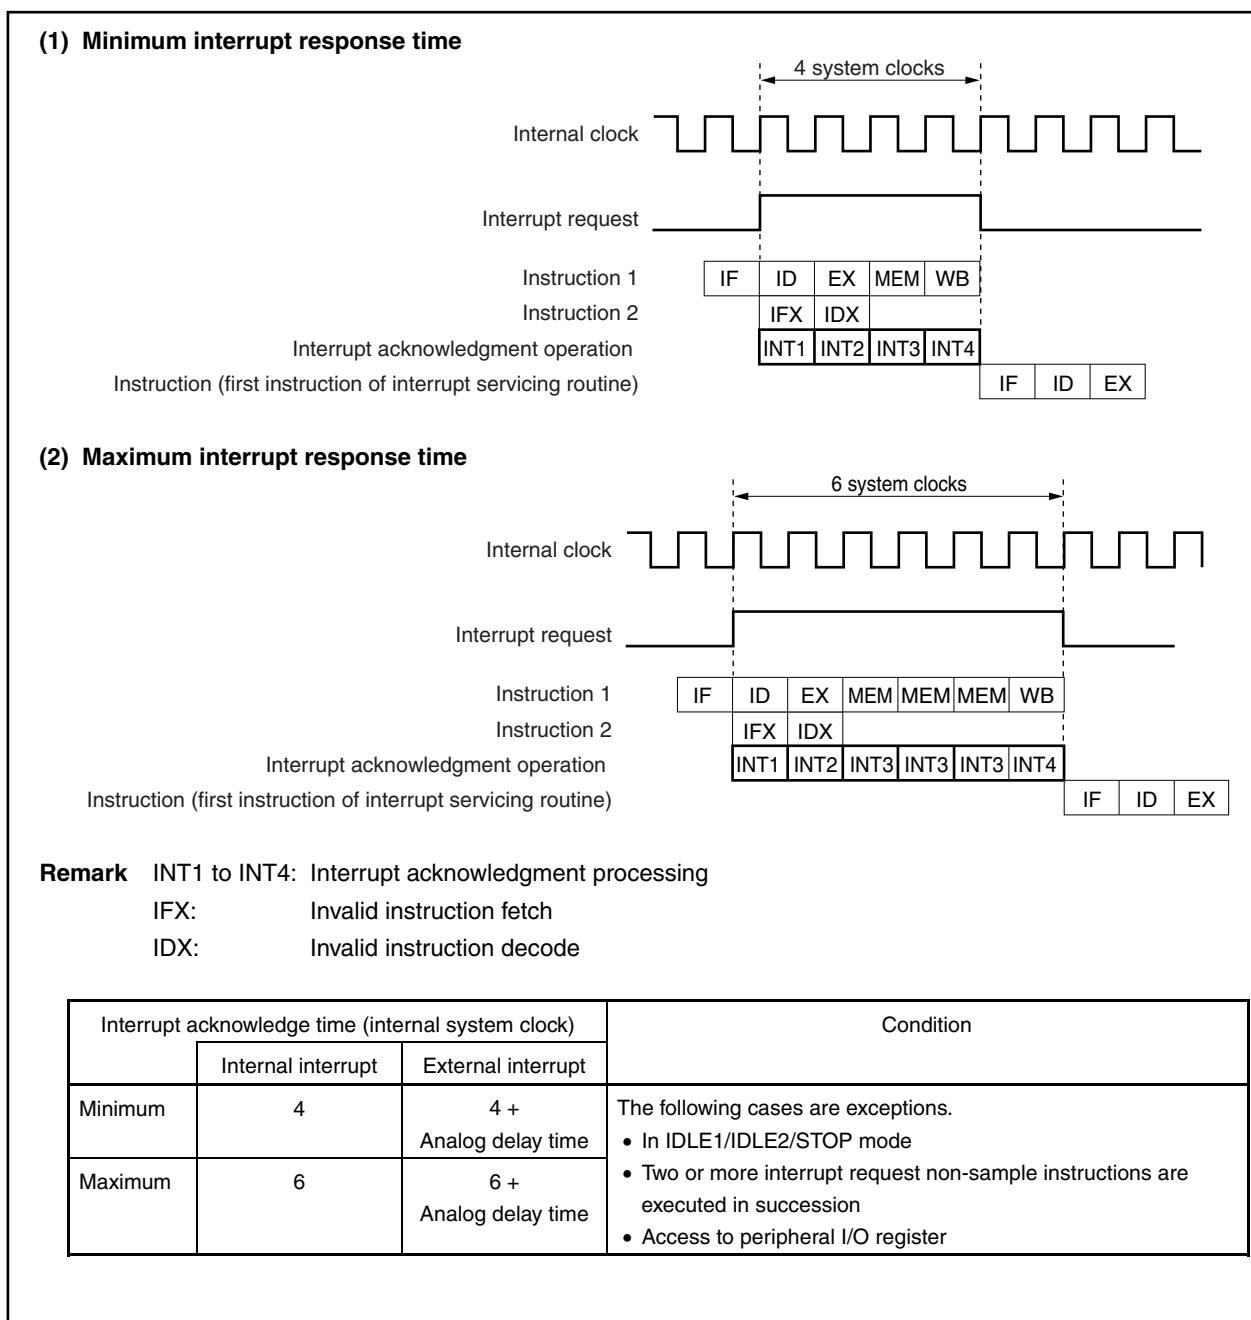 (1) Minimum interrupt response time
4 system clocks
Internal clock
Interrupt request
Instruction 1 IF ID EX MEM WB
Instruction 2 IFX IDX
Interrupt acknowledgment operation INT1 INT2 INT3 INT4
Instruction (first instruction of interrupt servicing routine) IF ID EX
(2) Maximum interrupt response time
6 system clocks
Internal clock
Interrupt request
Instruction 1 IF ID EX MEM MEM MEM WB
Instruction 2 IFX IDX
Interrupt acknowledgment operation INT1 INT2 INT3 INT3 INT3 INT4
Instruction (first instruction of interrupt servicing routine) IF ID EX
Remark INT1 to INT4: Interrupt acknowledgment processing
IFX: Invalid instruction fetch
IDX: Invalid instruction decode
Interrupt acknowledge time (internal system clock) Condition
Internal interrupt External interrupt
Minimum 4 4 + The following cases are exceptions.
Analog delay time • In IDLE1/IDLE2/STOP mode
Maximum 6 6 + • Two or more interrupt request non-sample instructions are
Analog delay time executed in succession
• Access to peripheral I/O register